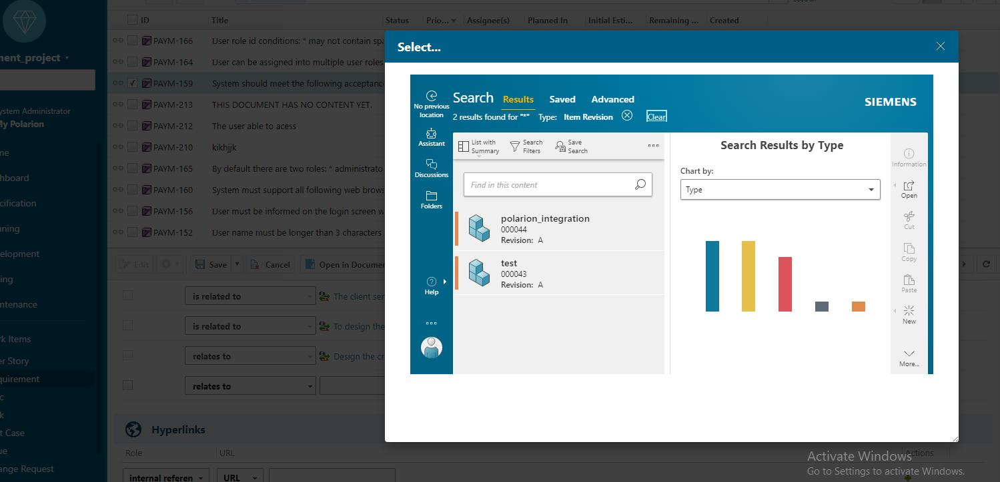 ID Title Status Prio... Assignee(s) Planned In Initial Esti... Remaining ... Created
ment_project
ystem Administrator
My Polarion
me
hboard
cification
nning
elopment
ing
ntenance
rk Items
er Story
quirement
c
k
t Case
ue
ange Request
PAYM-166 User role id conditions: * may not contain spa
PAYM-164 User can be assigned into multiple user roles
PAYM-159 System should meet the following acceptance
PAYM-213 THIS DOCUMENT HAS NO CONTENT YET.
PAYM-212 The user able to acess
PAYM-210 kikhjjk
PAYM-165 By default there are two roles: * administrato
PAYM-160 System must support all following web brows
PAYM-156 User must be informed on the login screen w
PAYM-152 User name must be longer than 3 characters
Edit Save Cancel Open in Documen
is related to The client ser
is related to To design the
relates to Design the cr
relates to
Hyperlinks
Role URL Actions
internal referen URL
Select...
No previous
location
Assistant
Discussions
Folders
Help
Search Results Saved Advanced
SIEMENS
2 results found for "*" Type: Item Revision Clear
List with
Summary
Search
Filters
Save
Search
Find in this content
polarion_integration
000044
Revision: A
test
000043
Revision: A
Search Results by Type
Chart by:
Type
Information
Open
Cut
Copy
Paste
New
More...
Activate Windows
Go to Settings to activate Windows.